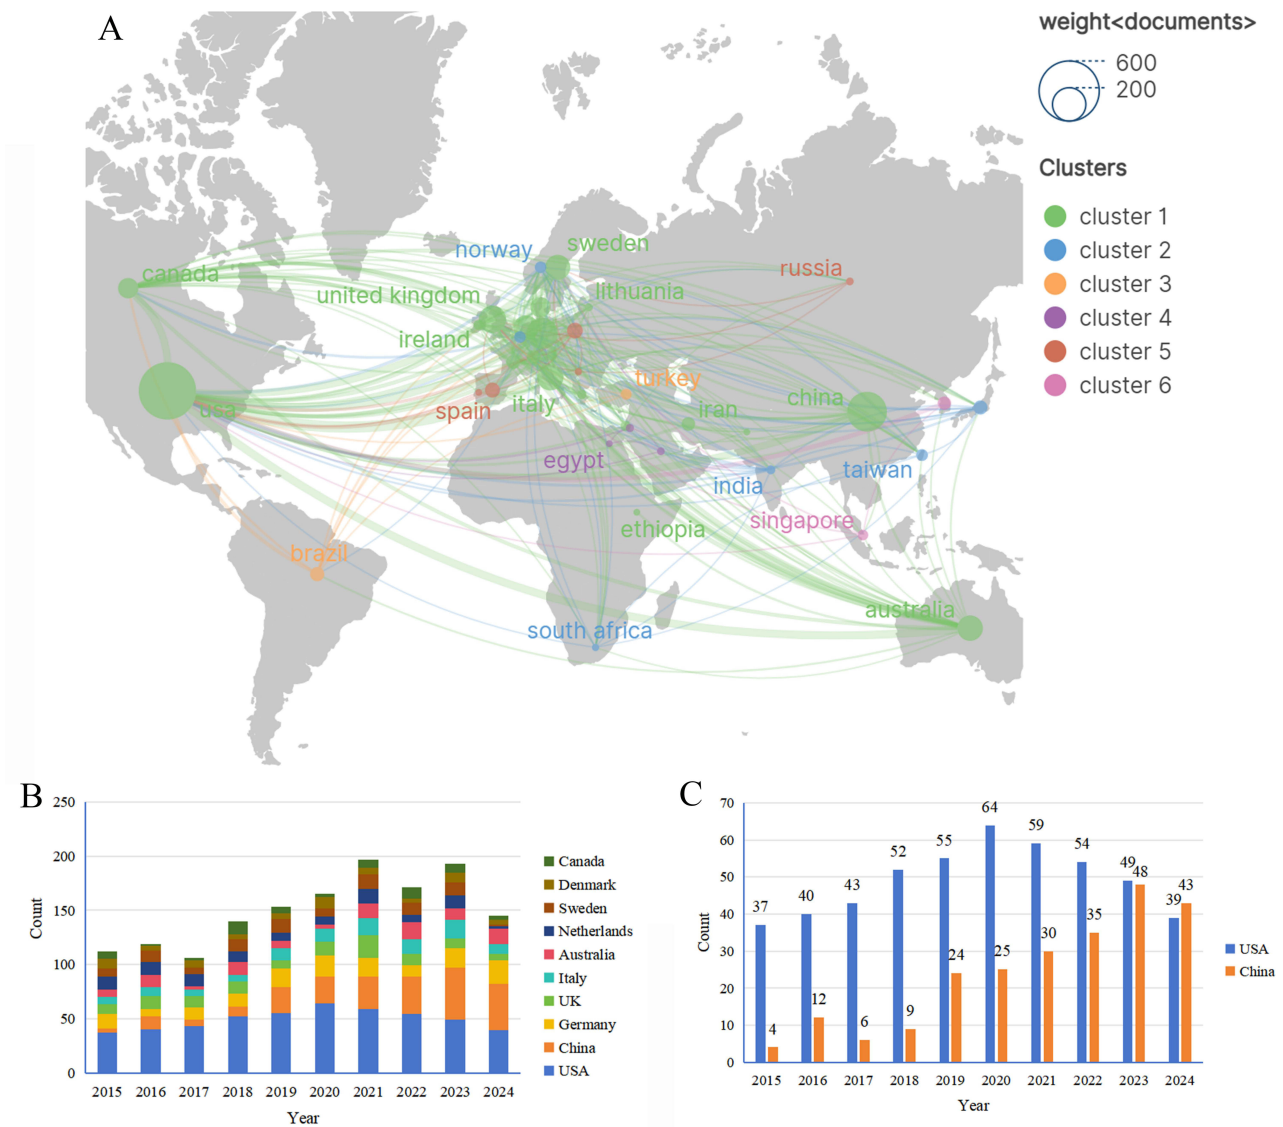 A
weight<documents>
600
200
Clusters
cluster 1
cluster 2
cluster 3
cluster 4
cluster 5
cluster 6
sweden
norway
russia
canada
lithuania
united kingdom
ireland
turkey
china
usa
spain
italy
iran
egypt
taiwan
india
singapore
ethiopia
brazil
australia
south africa
B
250
200
150
100
50
0
Count
2015 2016 2017 2018 2019 2020 2021 2022 2023 2024
Year
Canada
Denmark
Sweden
Netherlands
Australia
Italy
UK
Germany
China
USA
C
70
60
50
40
30
20
10
0
Count
37 40 43 52 55 64 59 54 49 39
4 12 6 9 24 25 30 35 48 43
2015 2016 2017 2018 2019 2020 2021 2022 2023 2024
Year
USA
China